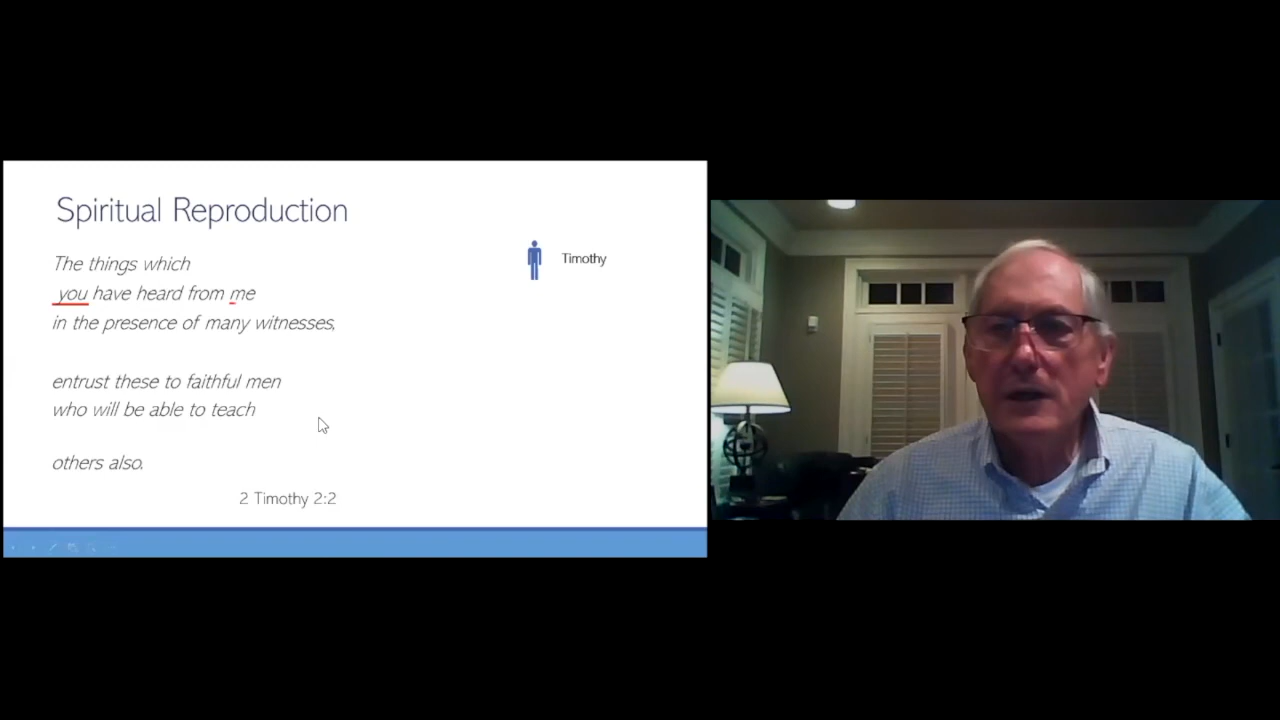 Spiritual Reproduction
The things which
you have heard from me
in the presence of many witnesses,
entrust these to faithful men
who will be able to teach
others also.
2 Timothy 2:2
Timothy